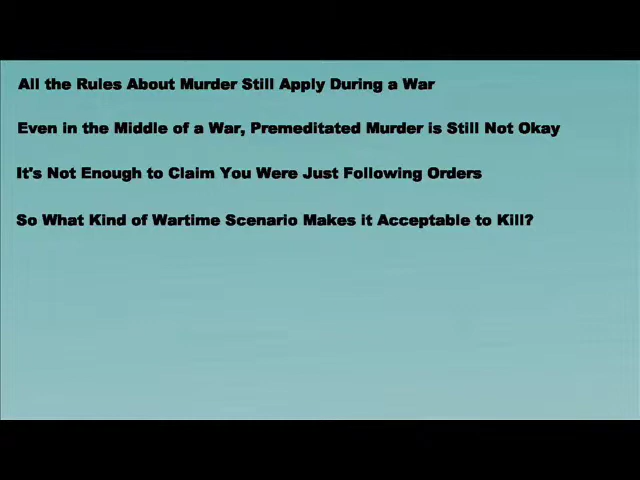 All the Rules About Murder Still Apply During a War
Even in the Middle of a War, Premeditated Murder is Still Not Okay
It's Not Enough to Claim You Were Just Following Orders
So What Kind of Wartime Scenario Makes it Acceptable to Kill?